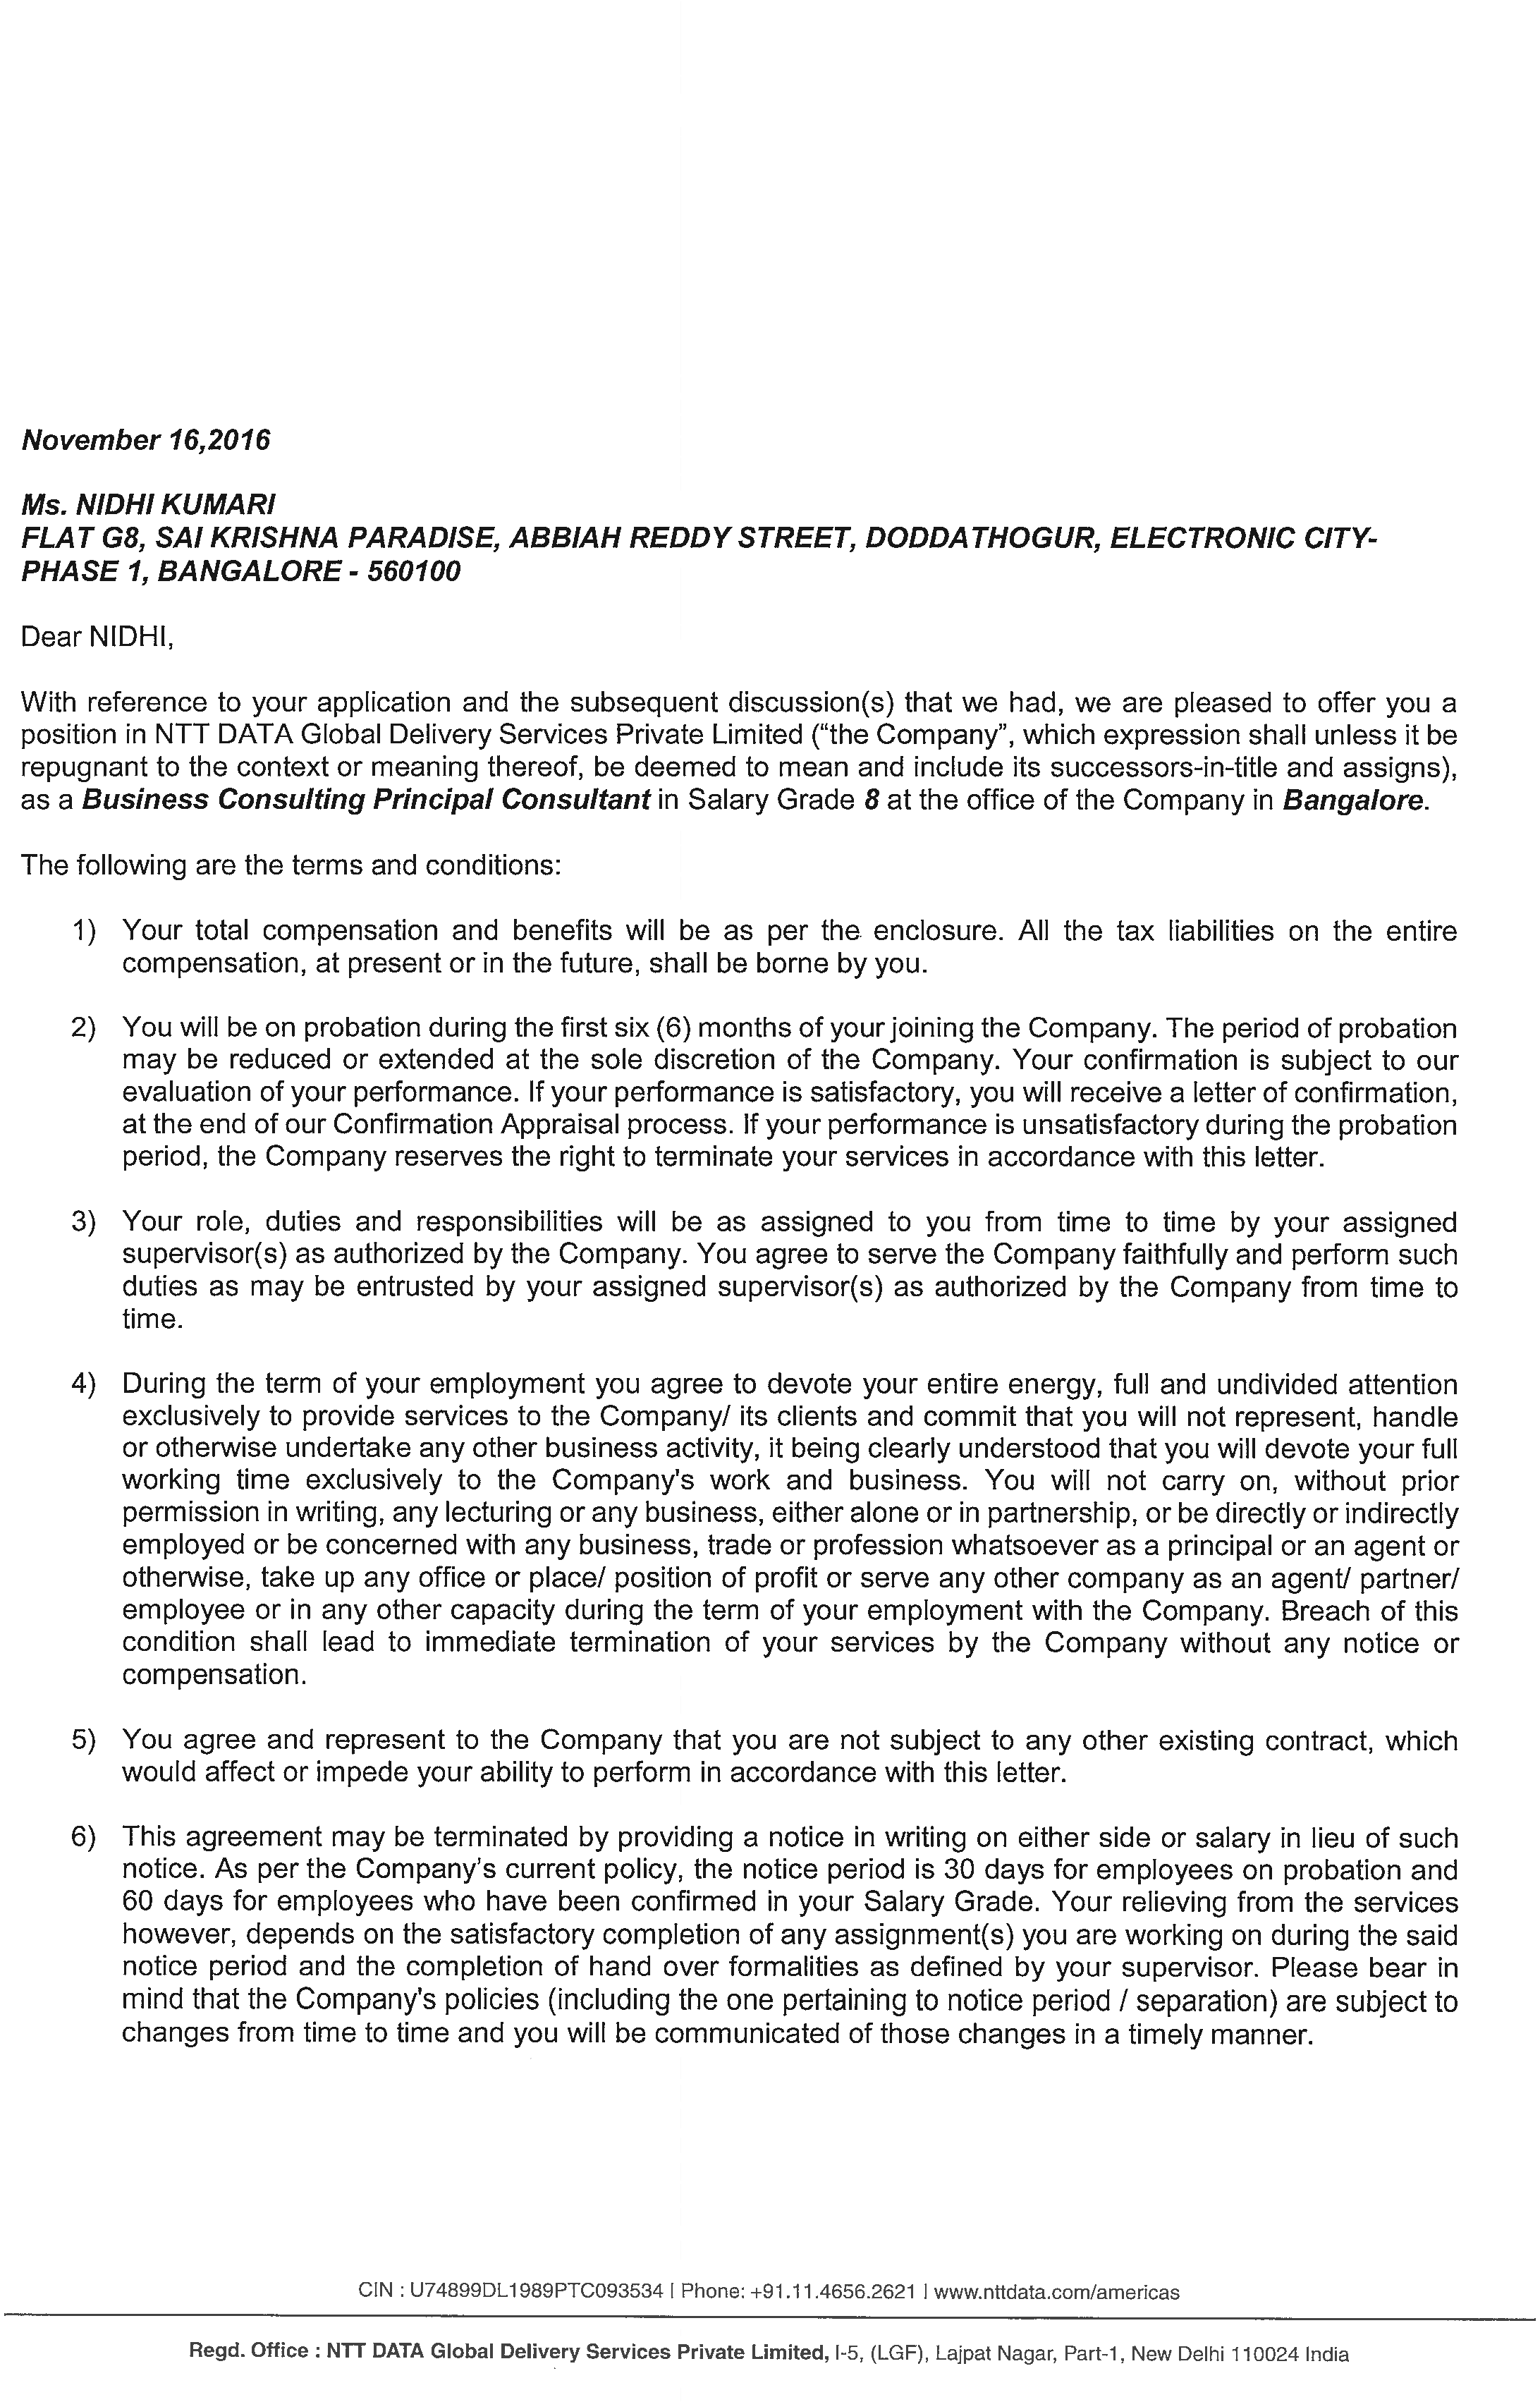 November 16,2016
Ms. NIDHI KUMARI
FLAT G8, SAI KRISHNA PARADISE, ABBIAH REDDY STREET, DODDATHOGUR, ELECTRONIC CITY-
PHASE 1, BANGALORE - 560100
Dear NIDHI,
With reference to your application and the subsequent discussion(s) that we had, we are pleased to offer you a
position in NTT DATA Global Delivery Services Private Limited (“the Company”, which expression shall unless it be
repugnant to the context or meaning thereof, be deemed to mean and include its successors-in-title and assigns),
as a Business Consulting Principal Consultant in Salary Grade 8 at the office of the Company in Bangalore.
The following are the terms and conditions:
1) Your total compensation and benefits will be as per the enclosure. All the tax liabilities on the entire
compensation, at present or in the future, shall be borne by you.
2) You will be on probation during the first six (6) months of your joining the Company. The period of probation
may be reduced or extended at the sole discretion of the Company. Your confirmation is subject to our
evaluation of your performance. If your performance is satisfactory, you will receive a letter of confirmation,
at the end of our Confirmation Appraisal process. If your performance is unsatisfactory during the probation
period, the Company reserves the right to terminate your services in accordance with this letter.
3) Your role, duties and responsibilities will be as assigned to you from time to time by your assigned
supervisor(s) as authorized by the Company. You agree to serve the Company faithfully and perform such
duties as may be entrusted by your assigned supervisor(s) as authorized by the Company from time to
time.
4) During the term of your employment you agree to devote your entire energy, full and undivided attention
exclusively to provide services to the Company/ its clients and commit that you will not represent, handle
or otherwise undertake any other business activity, it being clearly understood that you will devote your full
working time exclusively to the Company's work and business. You will not carry on, without prior
permission in writing, any lecturing or any business, either alone or in partnership, or be directly or indirectly
employed or be concerned with any business, trade or profession whatsoever as a principal or an agent or
otherwise, take up any office or place/ position of profit or serve any other company as an agent/ partner/
employee or in any other capacity during the term of your employment with the Company. Breach of this
condition shall lead to immediate termination of your services by the Company without any notice or
compensation.
5) You agree and represent to the Company that you are not subject to any other existing contract, which
would affect or impede your ability to perform in accordance with this letter.
6) This agreement may be terminated by providing a notice in writing on either side or salary in lieu of such
notice. As per the Company’s current policy, the notice period is 30 days for employees on probation and
60 days for employees who have been confirmed in your Salary Grade. Your relieving from the services
however, depends on the satisfactory completion of any assignment(s) you are working on during the said
notice period and the completion of hand over formalities as defined by your supervisor. Please bear in
mind that the Company's policies (including the one pertaining to notice period / separation) are subject to
changes from time to time and you will be communicated of those changes in a timely manner.
CIN : U74899DL1989PTC093534 | Phone: +91.11.4656.2621 | www.nttdata.com/americas
Regd. Office : NTT DATA Global Delivery Services Private Limited, I-5, (LGF), Lajpat Nagar, Part-1, New Delhi 110024 India